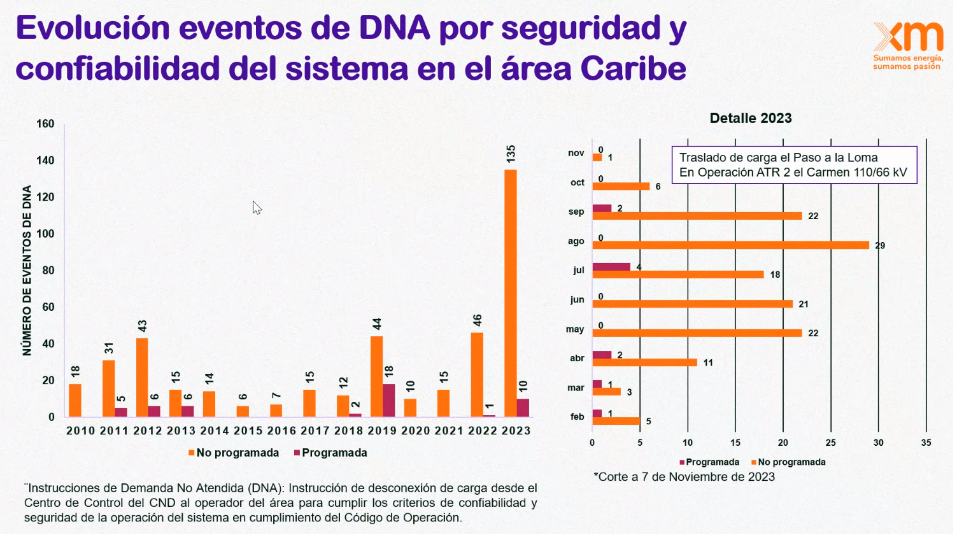 Evolución eventos de DNA por seguridad y
confiabilidad del sistema en el área Caribe
xm
Sumamos energía,
sumamos pasión
NÚMERO DE EVENTOS DE DNA
160
140
120
100
80
60
40
20
0
18
31
5
43
6
15
6
14
6
7
15
12
2
44
18
10
15
46
1
135
10
2010 2011 2012 2013 2014 2015 2016 2017 2018 2019 2020 2021 2022 2023
No programada Programada
Detalle 2023
Traslado de carga el Paso a la Loma
En Operación ATR 2 el Carmen 110/66 kV
nov 0 1
oct 0 6
sep 2 22
ago 0 29
jul 4 18
jun 0 21
may 0 22
abr 2 11
mar 1 3
feb 1 5
0 5 10 15 20 25 30 35
Programada No programada
*Corte a 7 de Noviembre de 2023
¨Instrucciones de Demanda No Atendida (DNA): Instrucción de desconexión de carga desde el
Centro de Control del CND al operador del área para cumplir los criterios de confiabilidad y
seguridad de la operación del sistema en cumplimiento del Código de Operación.